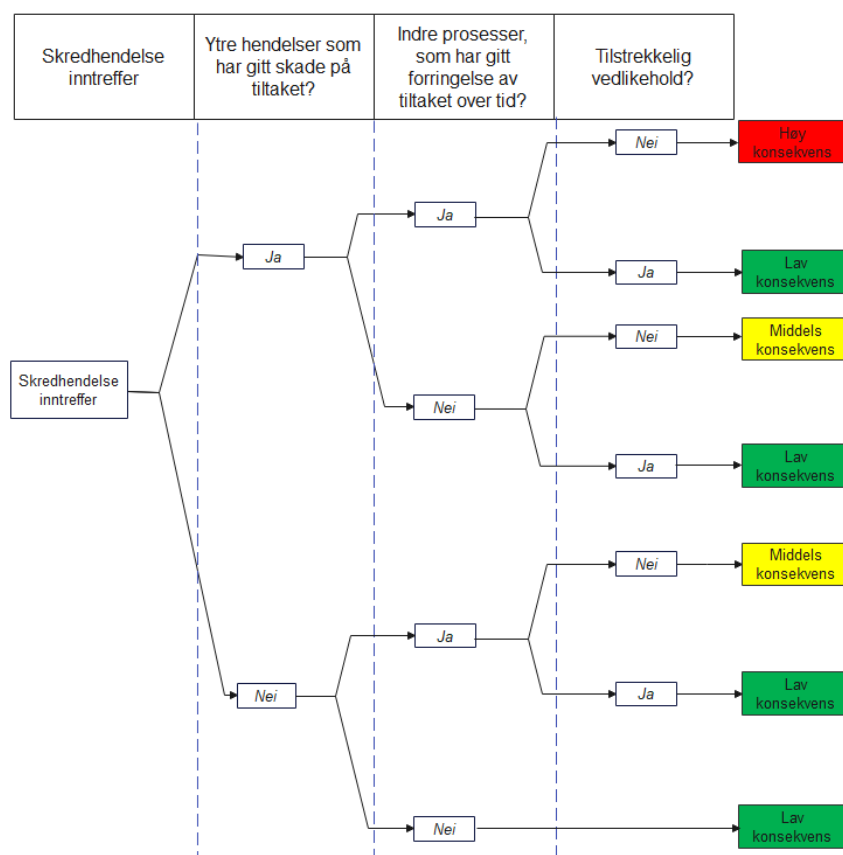 Skredhendelse
inntreffer
Ytre hendelser som
har gitt skade på
tiltaket?
Indre prosesser,
som har gitt
forringelse av
tiltaket over tid?
Tilstrekkelig
vedlikehold?
Nei
Høy
konsekvens
Ja
Ja
Ja
Lav
konsekvens
Nei
Middels
konsekvens
Skredhendelse
inntreffer
Nei
Ja
Lav
konsekvens
Nei
Middels
konsekvens
Ja
Nei
Ja
Lav
konsekvens
Nei
Lav
konsekvens